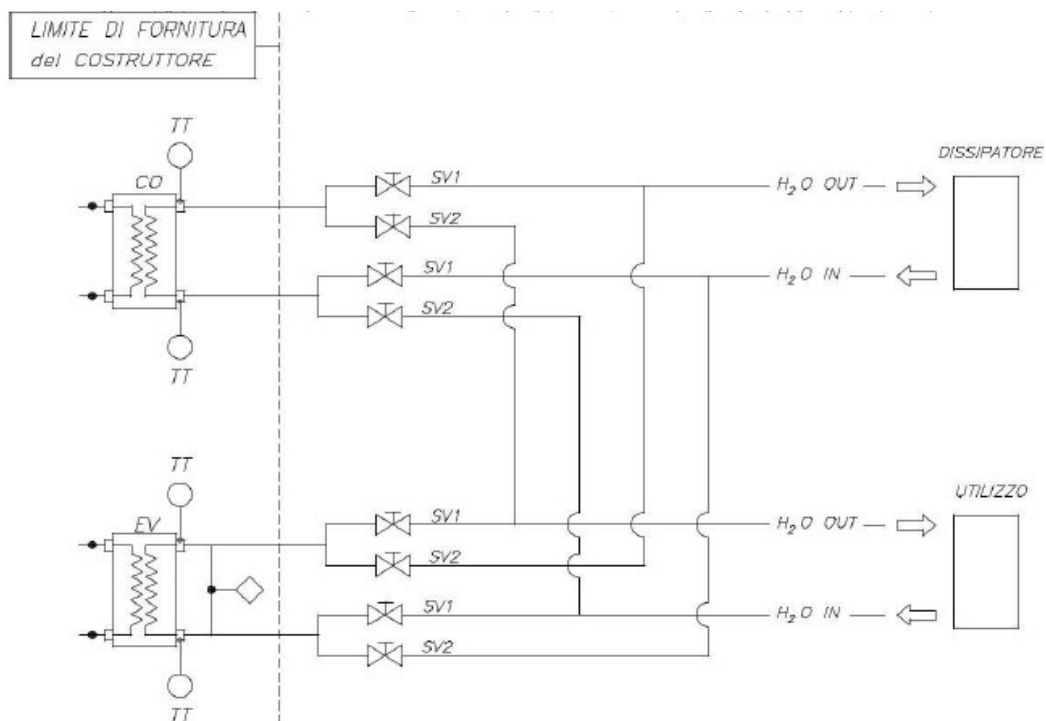 LIMITE DI FORNITURA
del COSTRUTTORE
TT
CO
SV1
H₂O OUT
DISSIPATORE
SV2
SV1
H₂O IN
SV2
TT
TT
EV
SV1
H₂O OUT
UTILIZZO
SV2
SV1
H₂O IN
SV2
TT